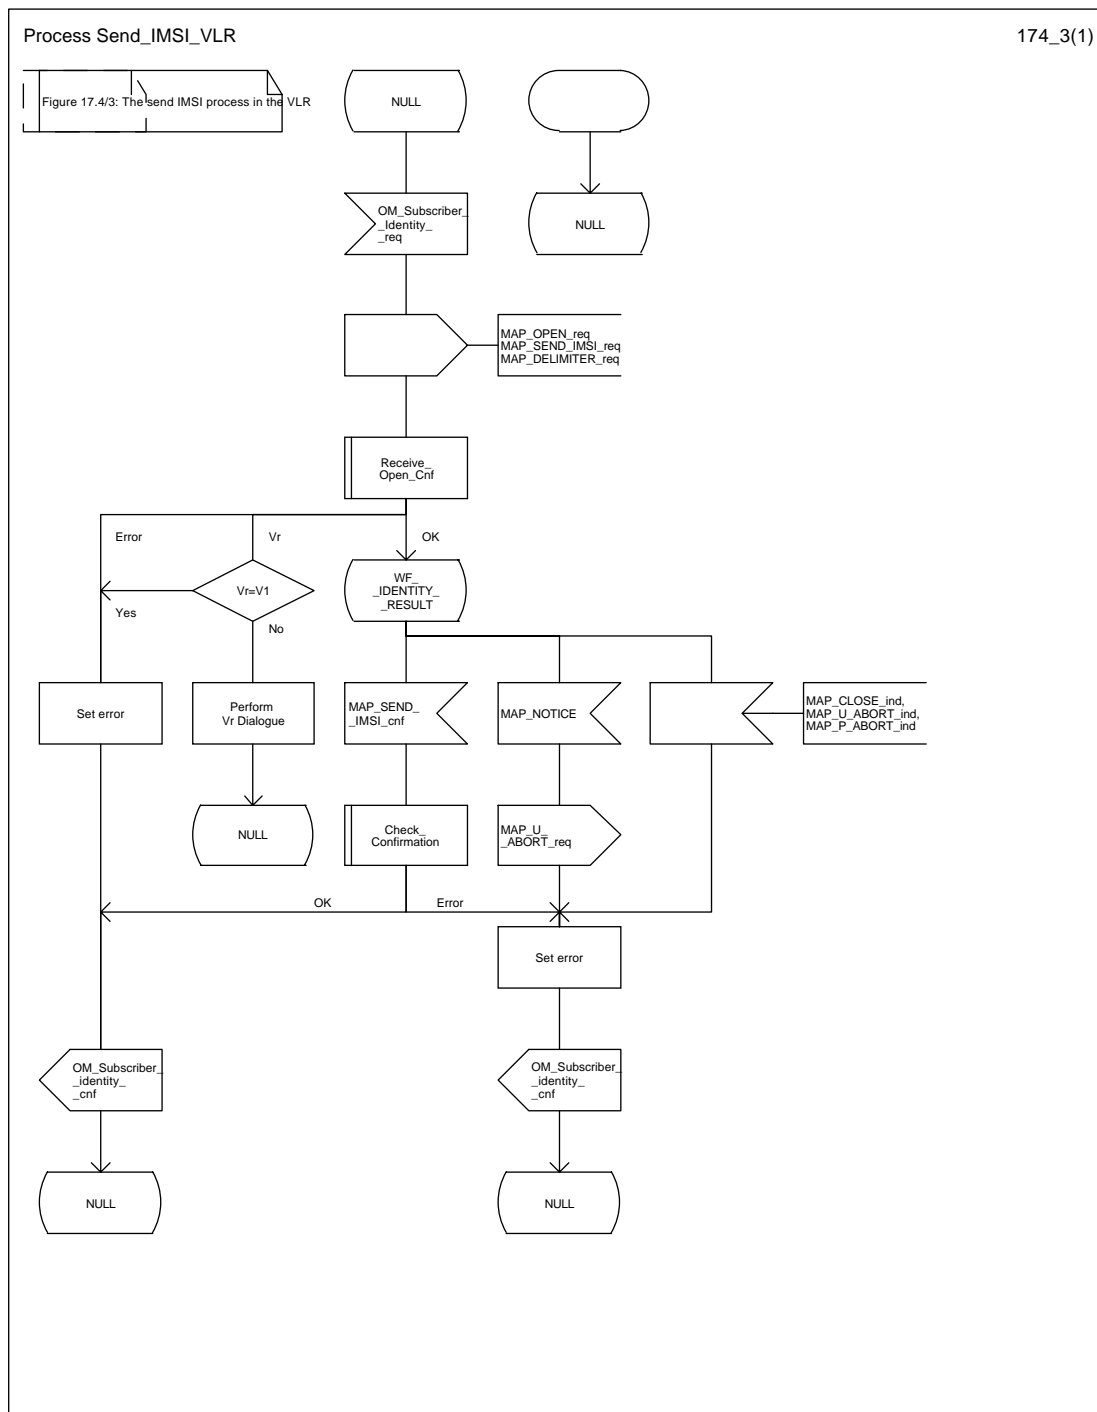 Process Send_IMSI_VLR
174_3(1)
Figure 17.4/3: The send IMSI process in the VLR
NULL
OM_Subscriber_
_Identity_
_req
NULL
MAP_OPEN_req
MAP_SEND_IMSI_req
MAP_DELIMITER_req
Receive_
Open_Cnf
Error
Vr
OK
Vr=V1
WF_
_IDENTITY_
_RESULT
Yes
No
Set error
Perform
Vr Dialogue
MAP_SEND_
_IMSI_cnf
MAP_NOTICE
MAP_CLOSE_ind,
MAP_U_ABORT_ind,
MAP_P_ABORT_ind
NULL
Check_
Confirmation
MAP_U_
_ABORT_req
OK
Error
Set error
OM_Subscriber_
_identity_
_cnf
OM_Subscriber_
_identity_
_cnf
NULL
NULL